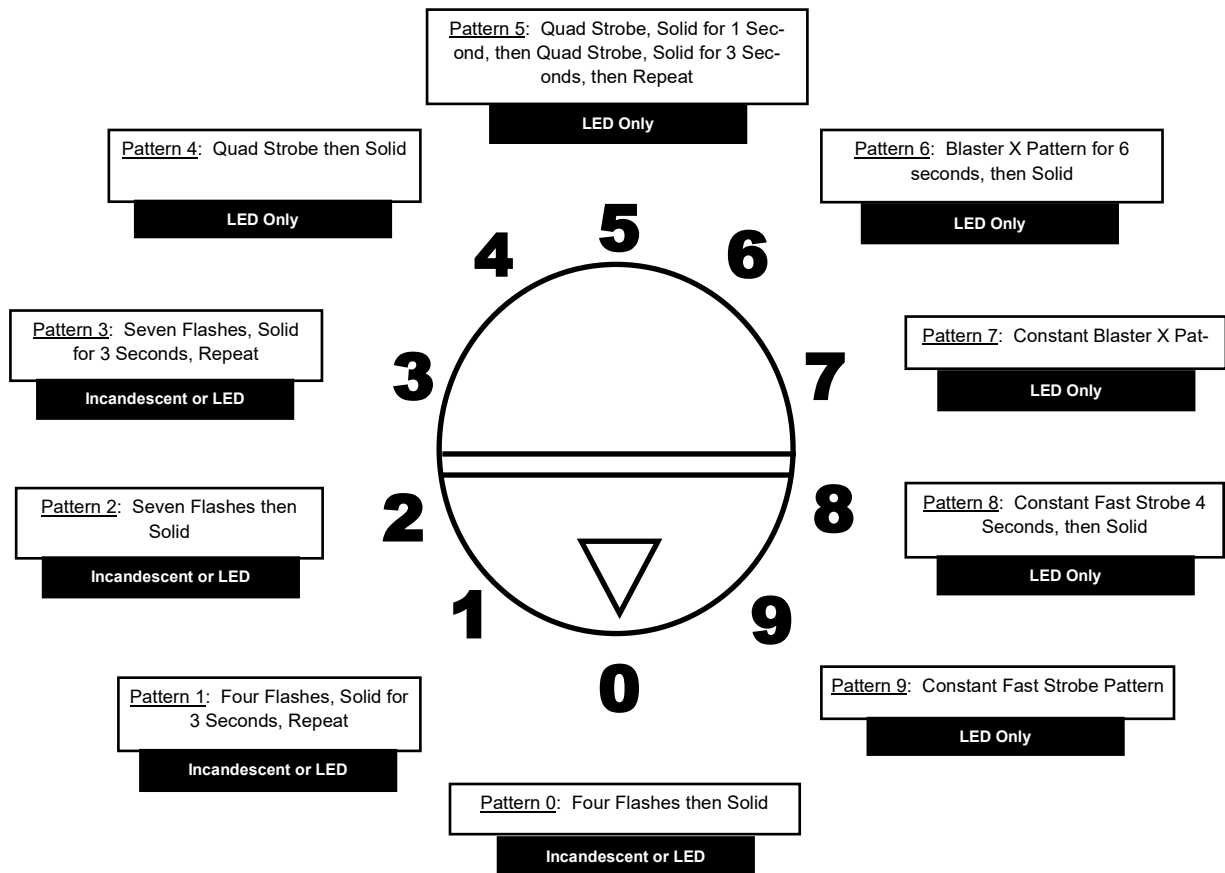 Pattern 5: Quad Strobe, Solid for 1 Sec-
ond, then Quad Strobe, Solid for 3 Sec-
onds, then Repeat
LED Only
Pattern 4: Quad Strobe then Solid
LED Only
Pattern 6: Blaster X Pattern for 6
seconds, then Solid
LED Only
5
4
6
Pattern 3: Seven Flashes, Solid
for 3 Seconds, Repeat
Incandescent or LED
3
7
Pattern 7: Constant Blaster X Pat-
LED Only
Pattern 2: Seven Flashes then
Solid
Incandescent or LED
2
8
Pattern 8: Constant Fast Strobe 4
Seconds, then Solid
LED Only
1
9
0
Pattern 1: Four Flashes, Solid for
3 Seconds, Repeat
Incandescent or LED
Pattern 9: Constant Fast Strobe Pattern
LED Only
Pattern 0: Four Flashes then Solid
Incandescent or LED